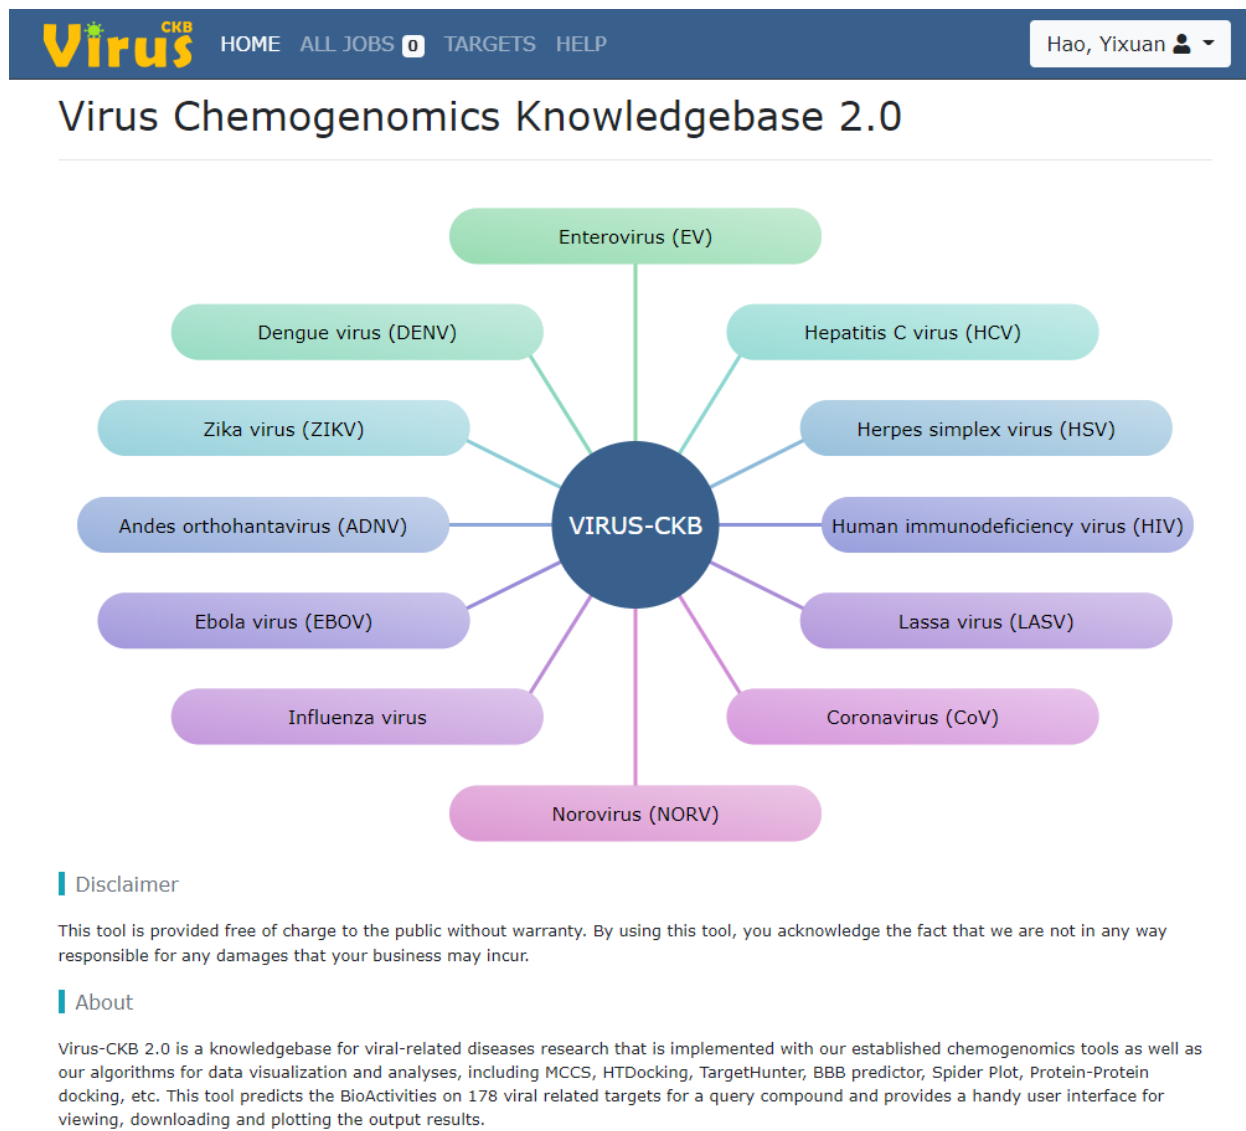 Virus CKB
HOME ALL JOBS 0 TARGETS HELP
Hao, Yixuan
Virus Chemogenomics Knowledgebase 2.0
Enterovirus (EV)
Dengue virus (DENV)
Hepatitis C virus (HCV)
Zika virus (ZIKV)
Herpes simplex virus (HSV)
Andes orthohantavirus (ADNV)
VIRUS-CKB
Human immunodeficiency virus (HIV)
Ebola virus (EBOV)
Lassa virus (LASV)
Influenza virus
Coronavirus (CoV)
Norovirus (NORV)
Disclaimer
This tool is provided free of charge to the public without warranty. By using this tool, you acknowledge the fact that we are not in any way
responsible for any damages that your business may incur.
About
Virus-CKB 2.0 is a knowledgebase for viral-related diseases research that is implemented with our established chemogenomics tools as well as
our algorithms for data visualization and analyses, including MCCS, HTDocking, TargetHunter, BBB predictor, Spider Plot, Protein-Protein
docking, etc. This tool predicts the BioActivities on 178 viral related targets for a query compound and provides a handy user interface for
viewing, downloading and plotting the output results.